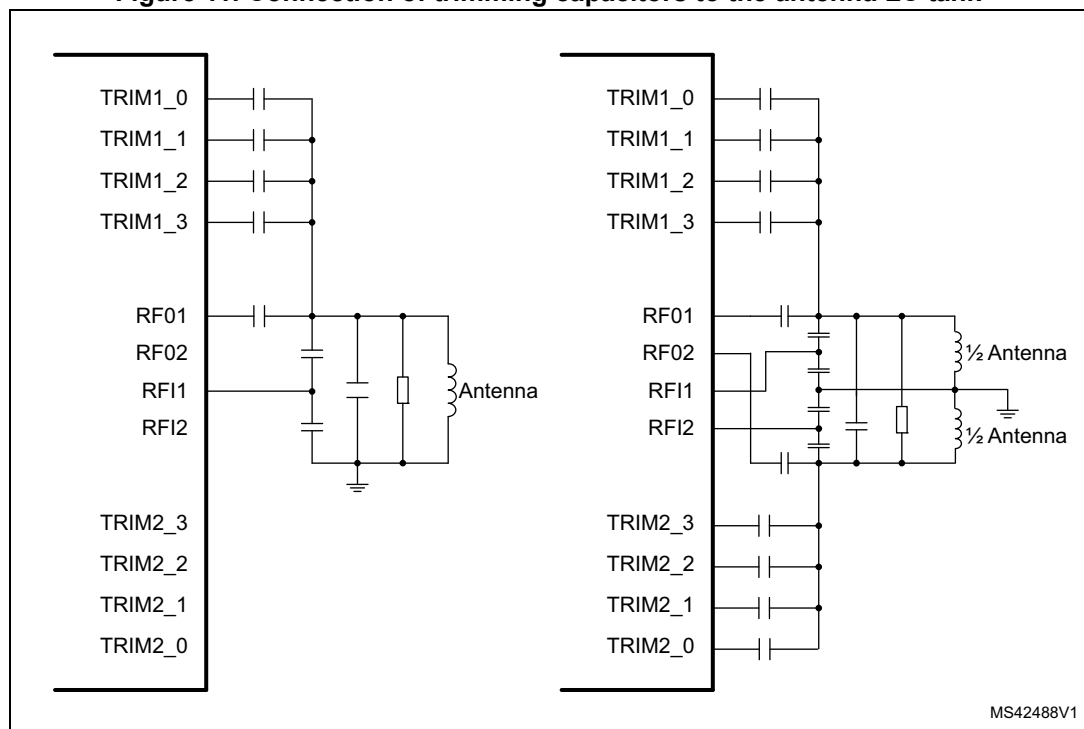 Figure 11. Connection of trimming capacitors to the antenna LC tank
TRIM1_0
TRIM1_1
TRIM1_2
TRIM1_3
RF01
RF02
RFI1
RFI2
Antenna
TRIM2_3
TRIM2_2
TRIM2_1
TRIM2_0
TRIM1_0
TRIM1_1
TRIM1_2
TRIM1_3
RF01
RF02
RFI1
RFI2
½ Antenna
½ Antenna
TRIM2_3
TRIM2_2
TRIM2_1
TRIM2_0
MS42488V1